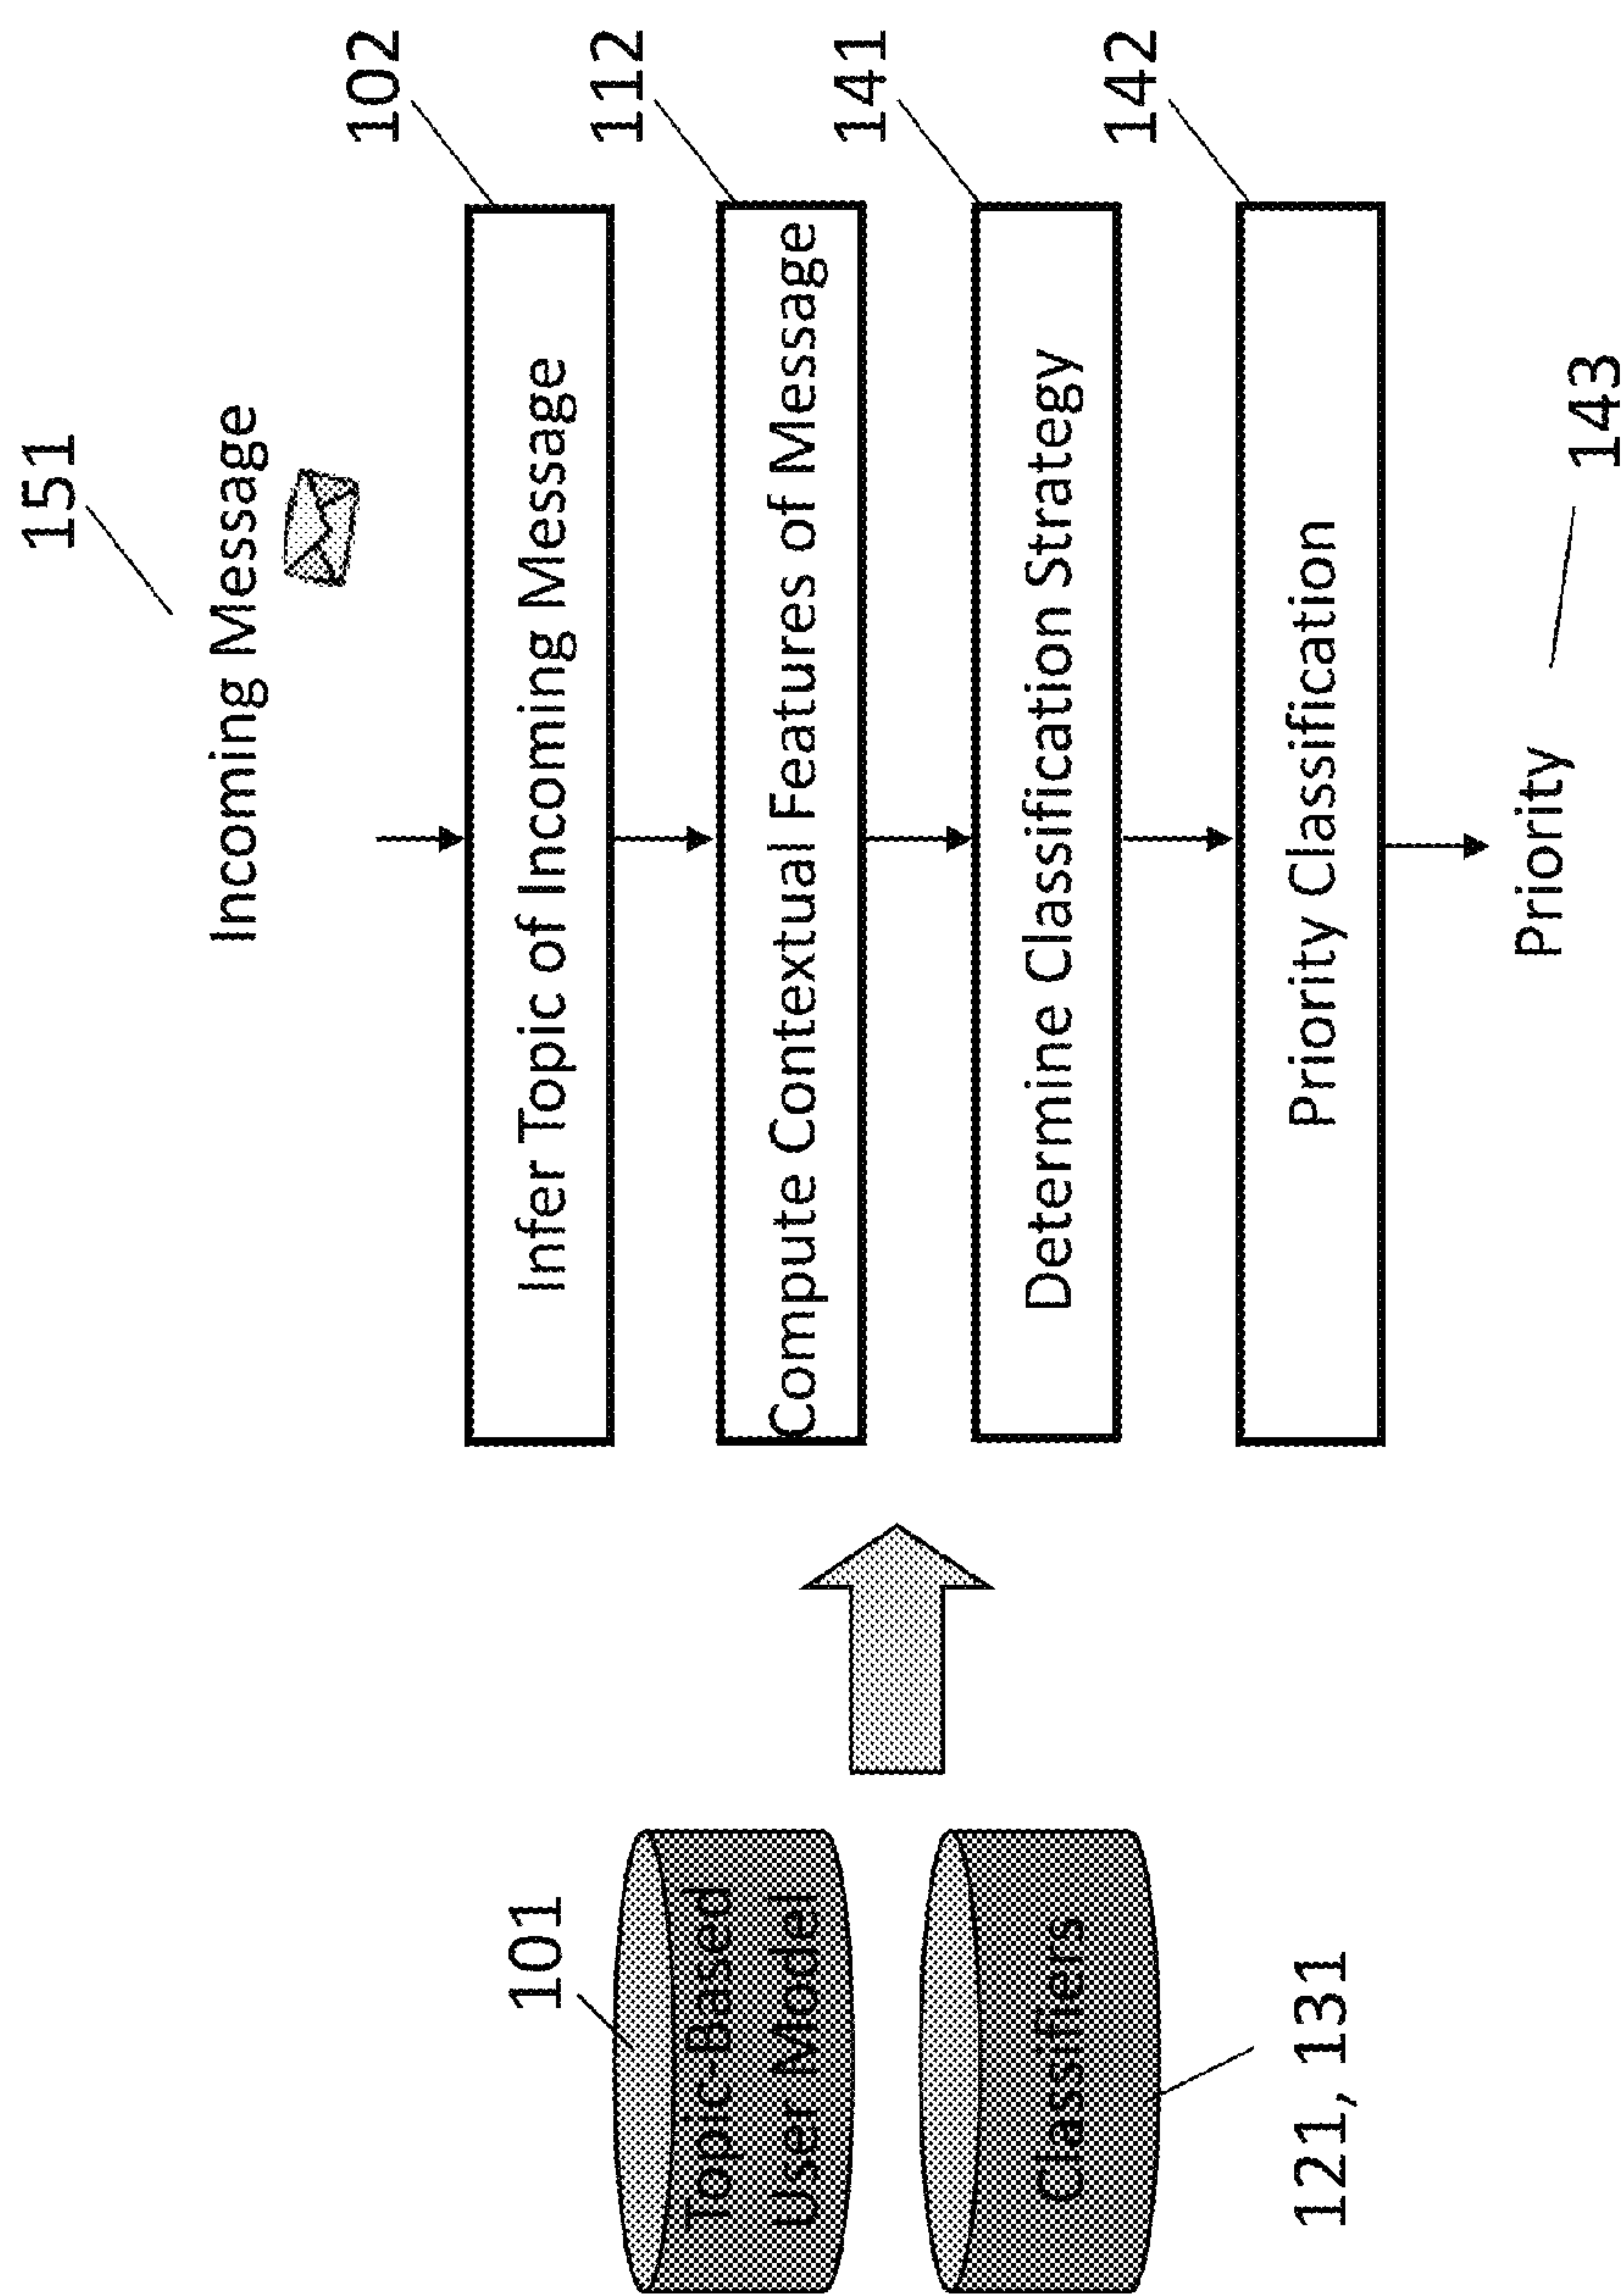 151
Incoming Message
102
Infer Topic of Incoming Message
112
Compute Contextual Features of Message
141
Determine Classification Strategy
142
Priority Classification
Priority
143
101
Topic-Based
User Model
Classifiers
121, 131